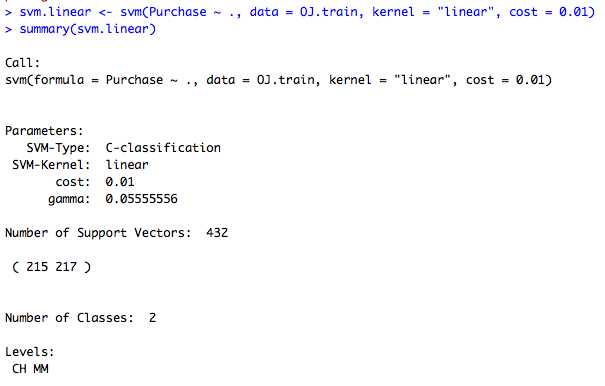 > svm.linear <- svm(Purchase ~ ., data = OJ.train, kernel = "linear", cost = 0.01)
> summary(svm.linear)
Call:
svm(formula = Purchase ~ ., data = OJ.train, kernel = "linear", cost = 0.01)
Parameters:
SVM-Type: C-classification
SVM-Kernel: linear
cost: 0.01
gamma: 0.05555556
Number of Support Vectors: 432
( 215 217 )
Number of Classes: 2
Levels:
CH MM